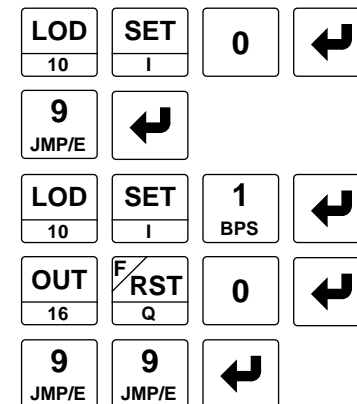 LOD SET 0
10 I
9
JMP/E
LOD SET 1
10 I BPS
OUT F/RST 0
16 Q
9 9
JMP/E JMP/E